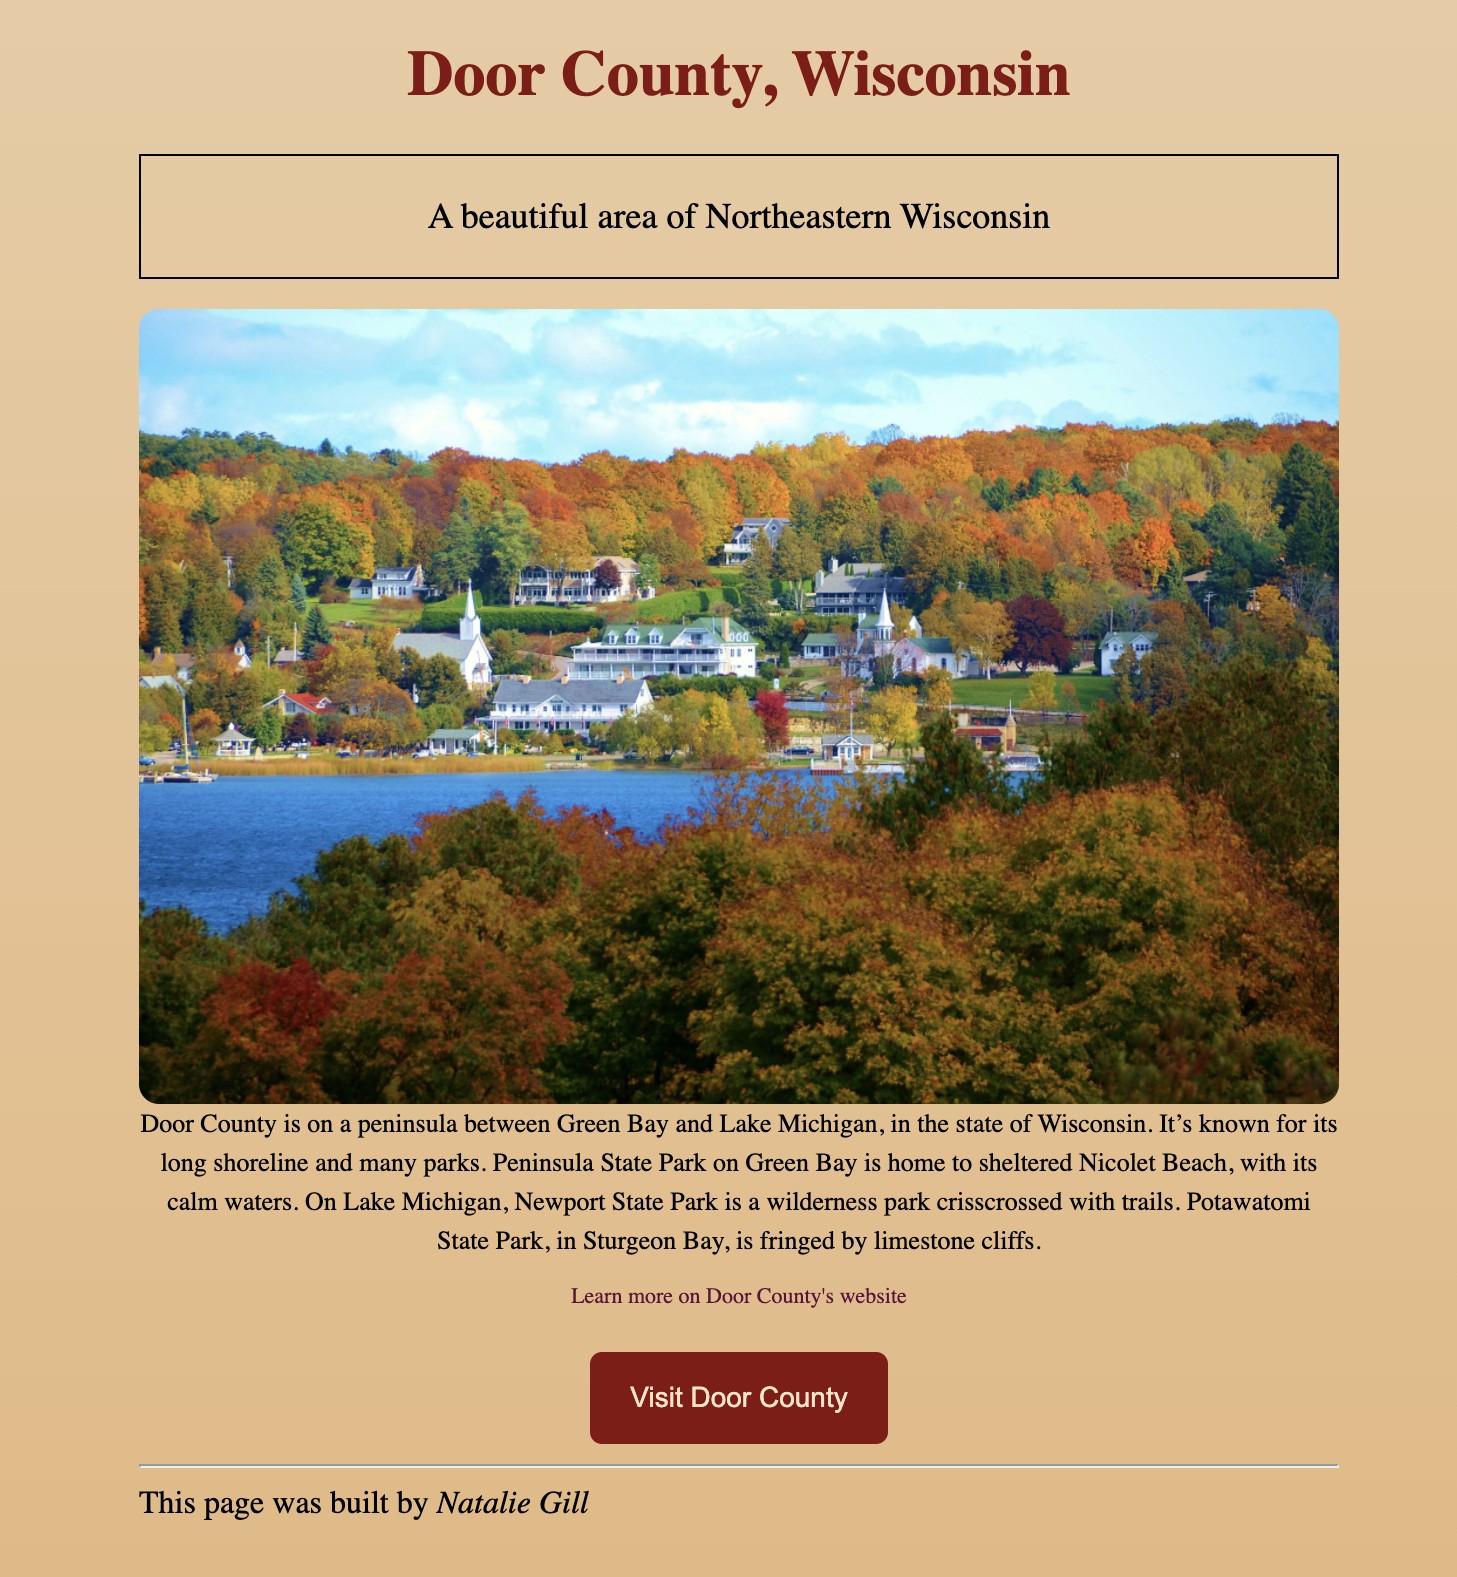 Door County, Wisconsin
A beautiful area of Northeastern Wisconsin
Door County is on a peninsula between Green Bay and Lake Michigan, in the state of Wisconsin. It’s known for its
long shoreline and many parks. Peninsula State Park on Green Bay is home to sheltered Nicolet Beach, with its
calm waters. On Lake Michigan, Newport State Park is a wilderness park crisscrossed with trails. Potawatomi
State Park, in Sturgeon Bay, is fringed by limestone cliffs.
Learn more on Door County's website
Visit Door County
This page was built by Natalie Gill